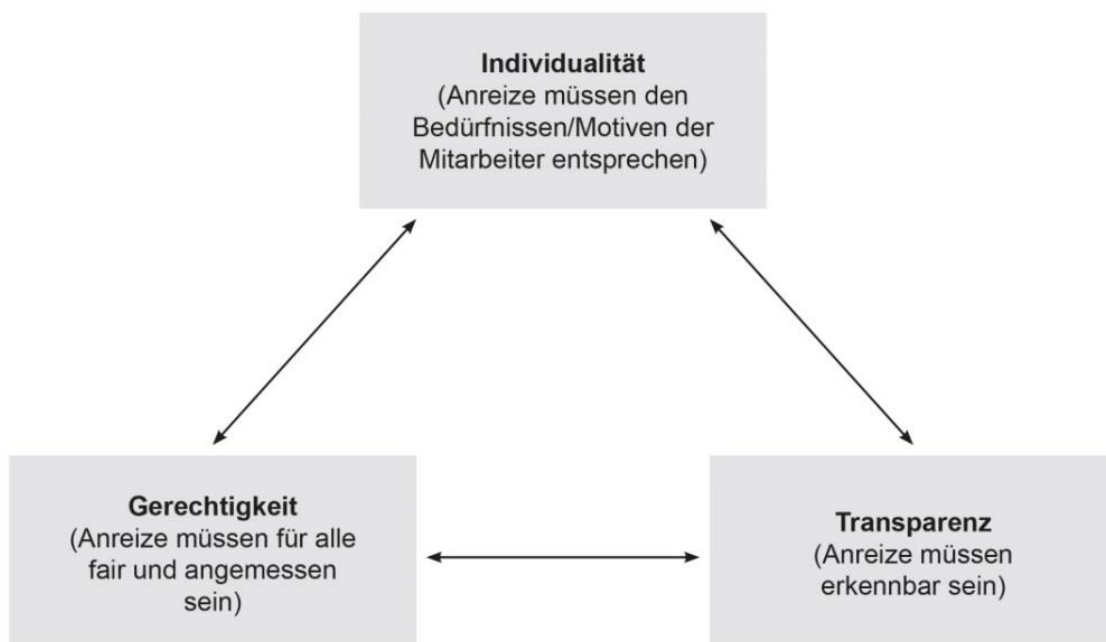 Individualität
(Anreize müssen den
Bedürfnissen/Motiven der
Mitarbeiter entsprechen)
Gerechtigkeit
(Anreize müssen für alle
fair und angemessen
sein)
Transparenz
(Anreize müssen
erkennbar sein)